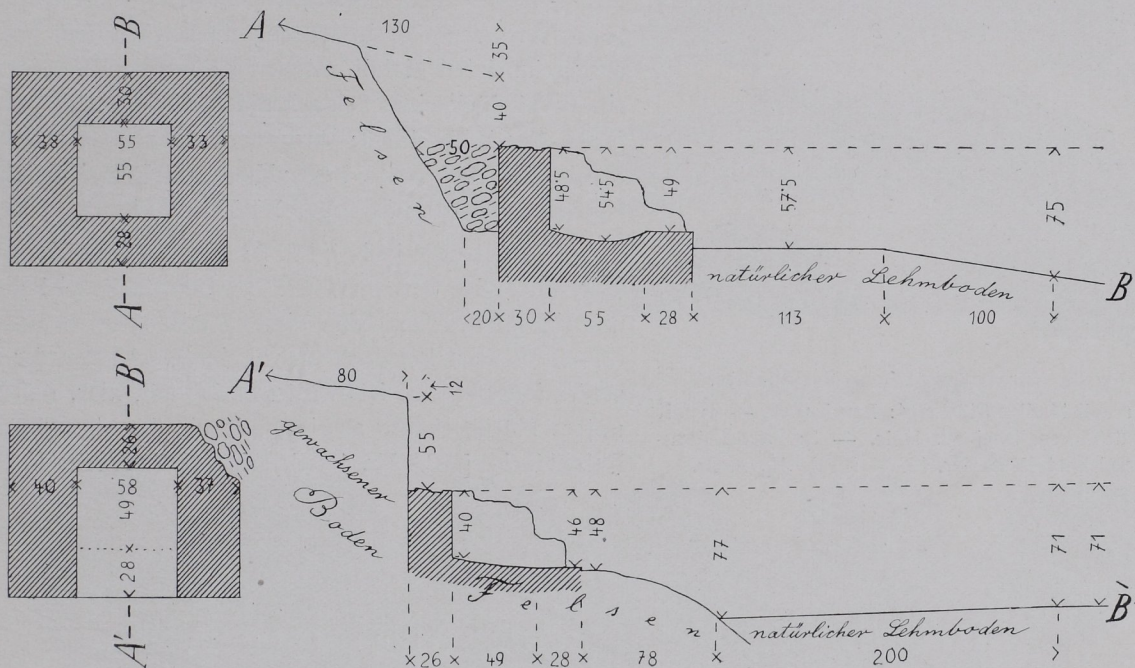 B
30
38 55 33
55
28
A
A
130
35
40
Felsen
50
48·5
54·5
49
57·5
75
natürlicher Lehmboden
B
20 30 55 28 113 100
B'
26
40 58 37
49
28
A'
A'
80
12
gewachsener
Boden
55
40
46
48
77
71
71
Felsen
natürlicher Lehmboden
B'
26 49 28 78 200